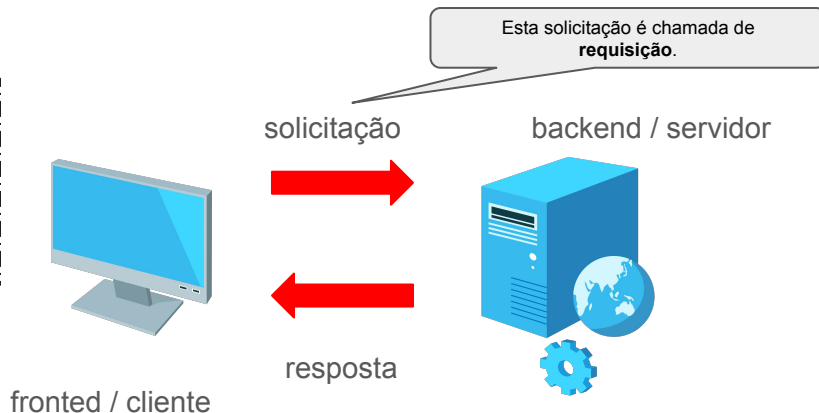 Esta solicitação é chamada de
requisição.
solicitação
backend / servidor
resposta
fronted / cliente